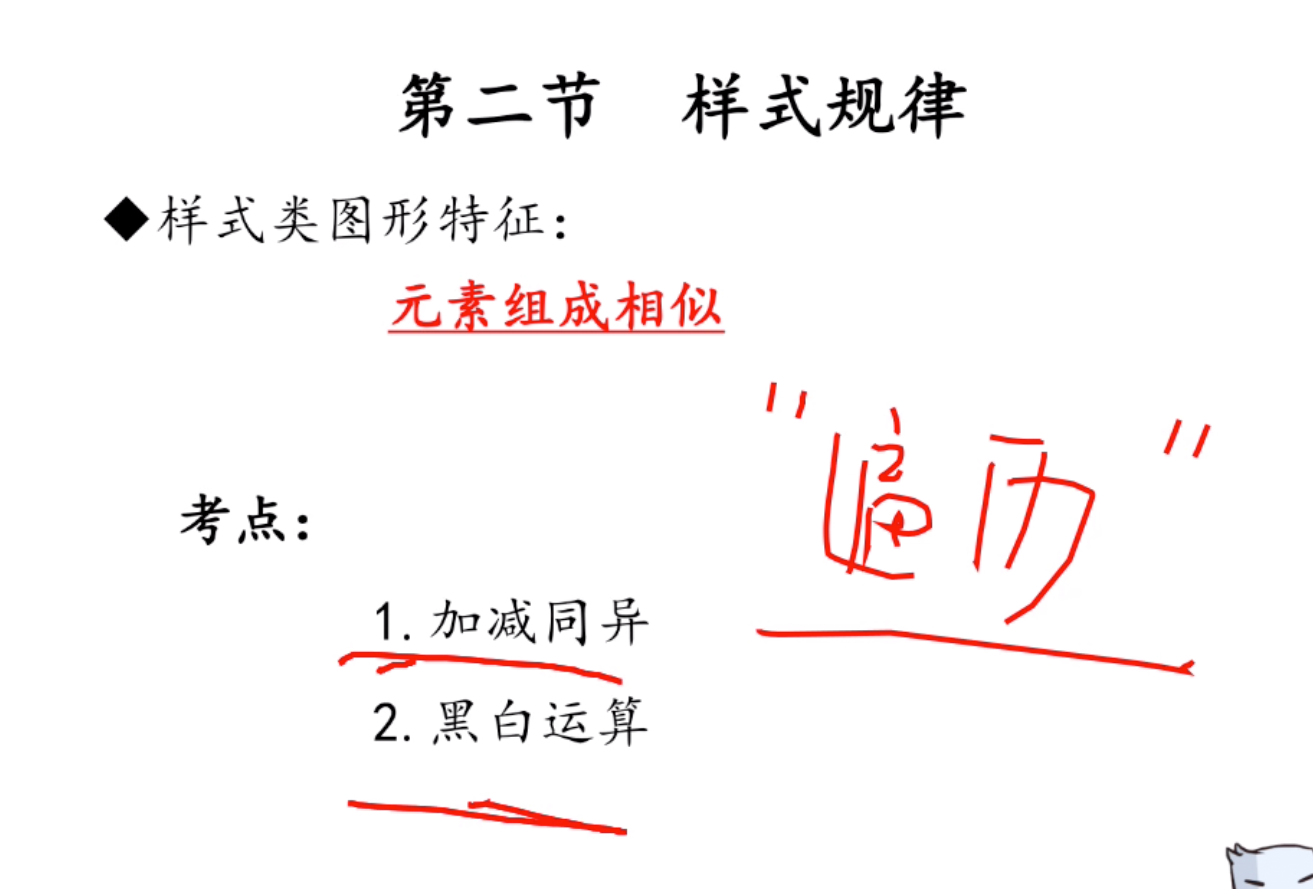 第二节 样式规律
◆样式类图形特征：
元素组成相似
"遍历"
考点：
1.加减同异
2.黑白运算